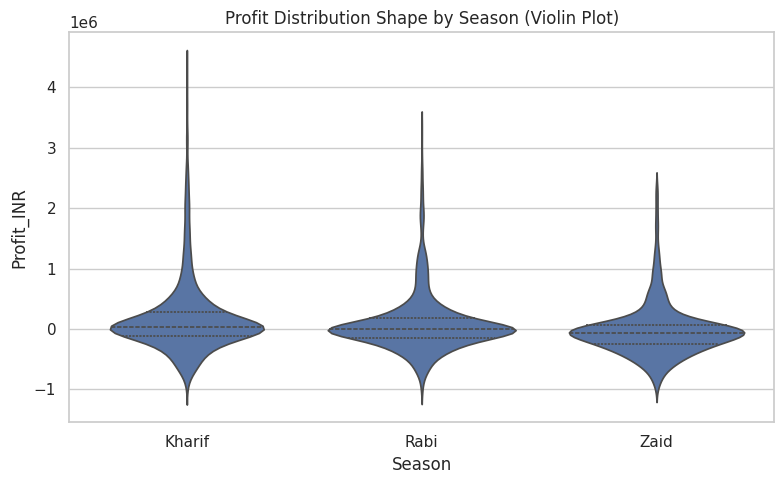 Profit Distribution Shape by Season (Violin Plot)
1e6
4
3
2
1
0
−1
Profit_INR
Kharif Rabi Zaid
Season